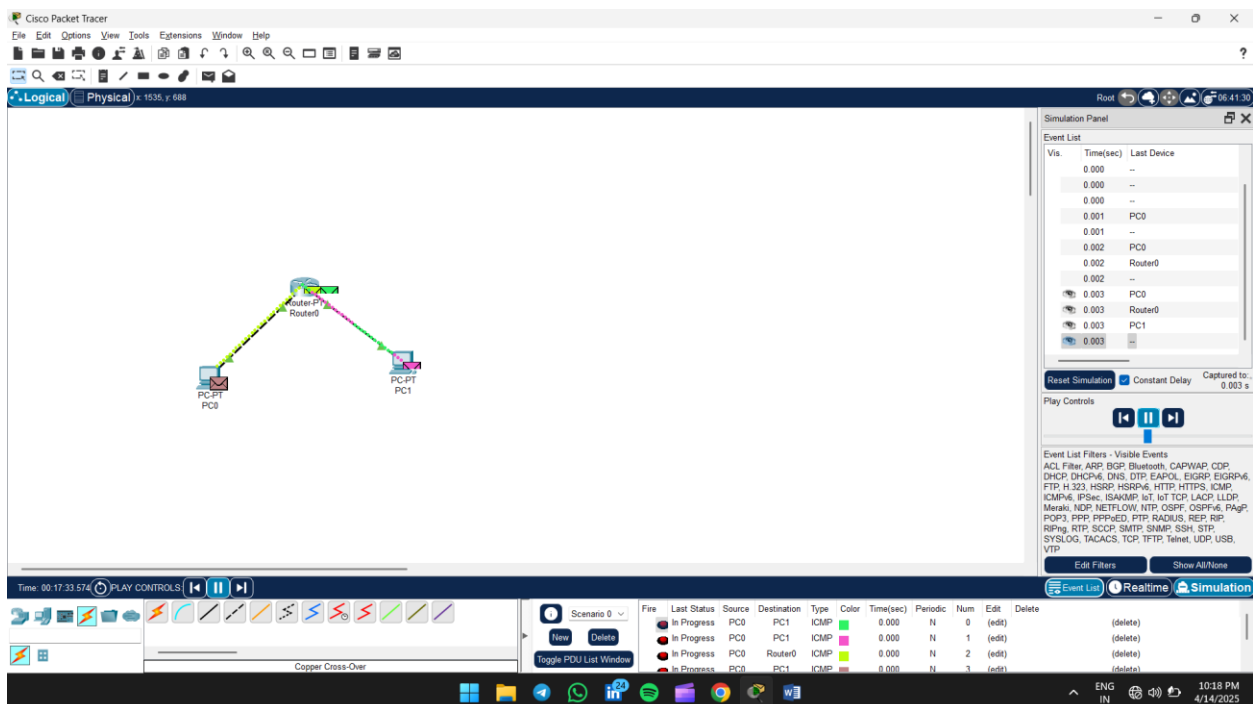 Cisco Packet Tracer
File Edit Options View Tools Extensions Window Help
?
Logical Physical x: 1535, y: 688
Root 06:41:30
Simulation Panel
Event List
Vis. Time(sec) Last Device
0.000 --
0.000 --
0.000 --
0.001 PC0
0.001 --
0.002 PC0
0.002 Router0
0.002 --
0.003 PC0
0.003 Router0
0.003 PC1
0.003 --
Router-PT
Router0
PC-PT
PC1
PC-PT
PC0
Reset Simulation Constant Delay Captured to:
0.003 s
Play Controls
Event List Filters - Visible Events
ACL Filter, ARP, BGP, Bluetooth, CAPWAP, CDP,
DHCP, DHCPv6, DNS, DTP, EAPOL, EIGRP, EIGRPv6,
FTP, H.323, HSRP, HSRPv6, HTTP, HTTPS, ICMP,
ICMPv6, IPSec, ISAKMP, IoT, IoT TCP, LACP, LLDP,
Meraki, NDP, NETFLOW, NTP, OSPF, OSPFv6, PAgP,
POP3, PPP, PPPoED, PTP, RADIUS, REP, RIP,
RIPng, RTP, SCCP, SMTP, SNMP, SSH, STP,
SYSLOG, TACACS, TCP, TFTP, Telnet, UDP, USB,
VTP
Edit Filters Show All/None
Time: 00:17:33.574 PLAY CONTROLS:
Event List Realtime Simulation
Scenario 0
New Delete
Toggle PDU List Window
Fire Last Status Source Destination Type Color Time(sec) Periodic Num Edit Delete
In Progress PC0 PC1 ICMP 0.000 N 0 (edit) (delete)
In Progress PC0 PC1 ICMP 0.000 N 1 (edit) (delete)
In Progress PC0 Router0 ICMP 0.000 N 2 (edit) (delete)
In Progress PC0 PC1 ICMP 0.000 N 3 (edit) (delete)
Copper Cross-Over
24
ENG
IN
10:18 PM
4/14/2025